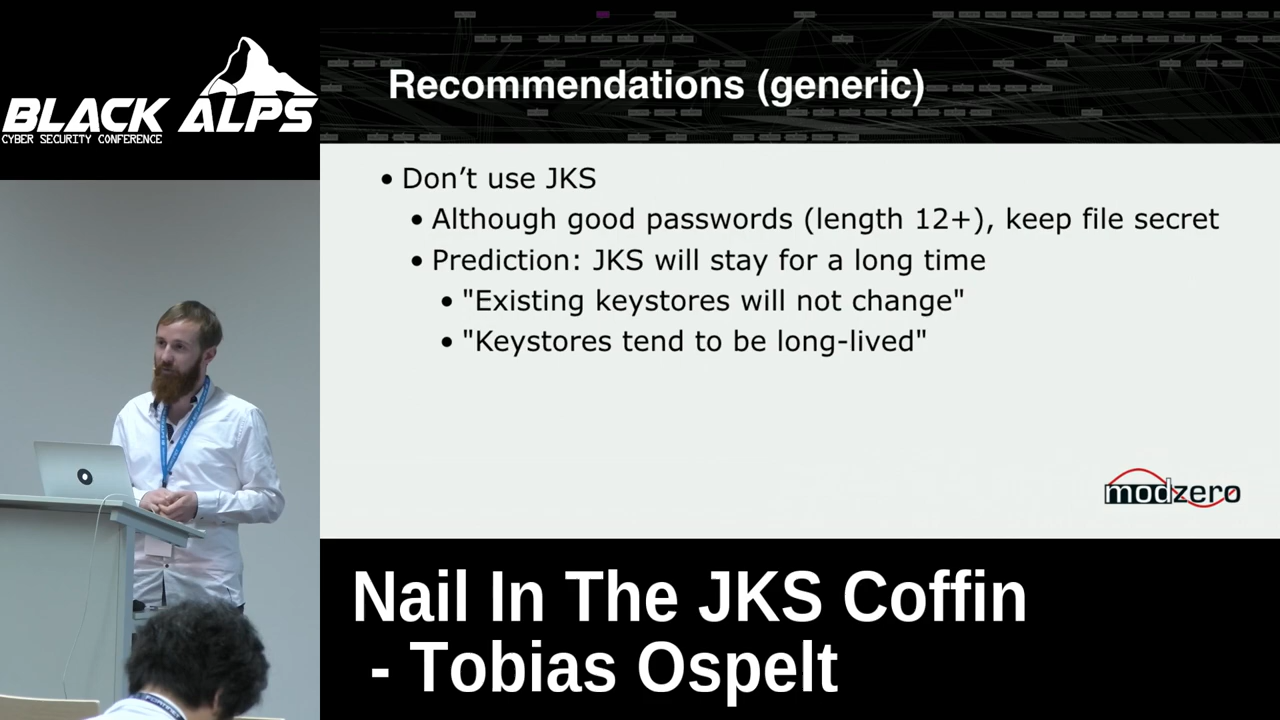 BLACK ALPS
CYBER SECURITY CONFERENCE
Recommendations (generic)
• Don’t use JKS
• Although good passwords (length 12+), keep file secret
• Prediction: JKS will stay for a long time
• "Existing keystores will not change"
• "Keystores tend to be long-lived"
modzero
Nail In The JKS Coffin
- Tobias Ospelt